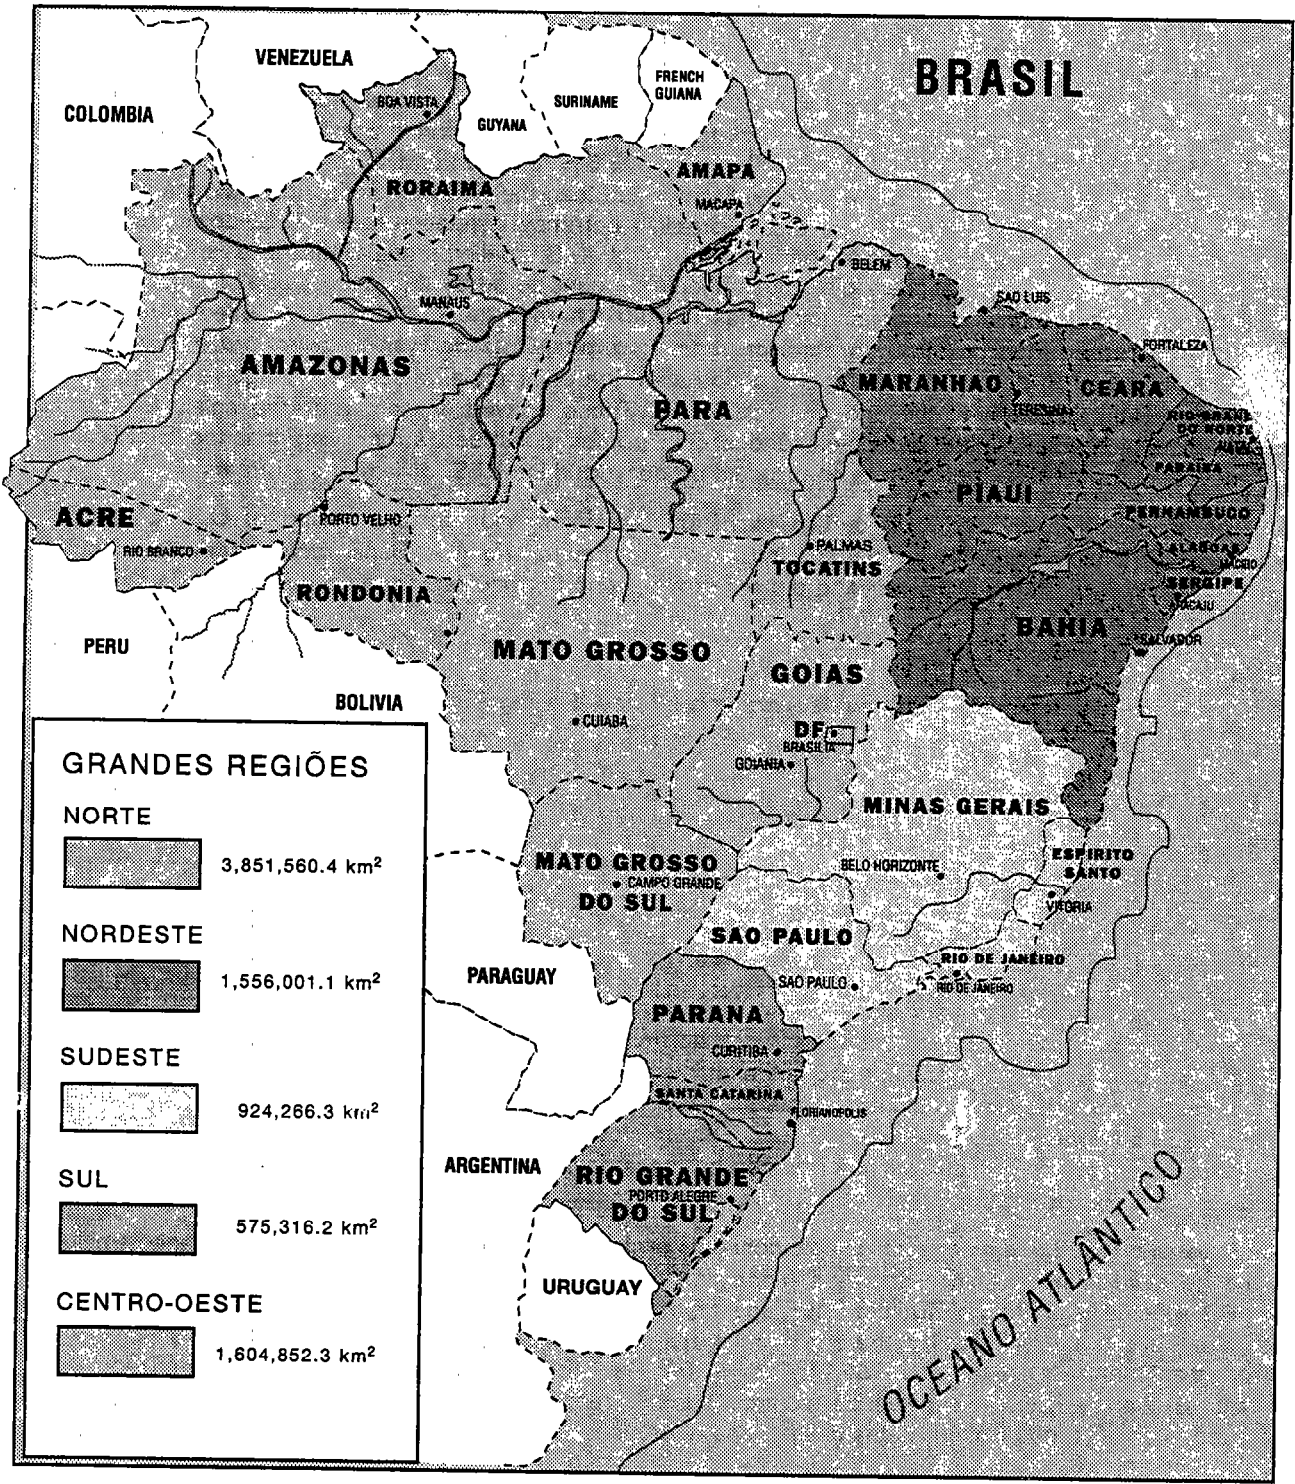 BRASIL
VENEZUELA
COLOMBIA
FRENCH
GUIANA
SURINAME
GUYANA
BOA VISTA
RORAIMA
AMAPA
MACAPA
BELEM
SAO LUIS
MANAUS
FORTALEZA
AMAZONAS
MARANHAO
CEARA
TERESINA
PARA
DO NORTE
PARAIBA
PIAUI
PERNAMBUCO
ACRE
PORTO VELHO
RIO BRANCO
PALMAS
TOCATINS
ALAGOAS
SERGIPE
RONDONIA
BAHIA
SALVADOR
PERU
MATO GROSSO
GOIAS
BOLIVIA
CUIABA
DF
BRASILIA
GOIANIA
MINAS GERAIS
MATO GROSSO
CAMPO GRANDE
DO SUL
BELO HORIZONTE
ESPIRITO
SANTO
VITORIA
SAO PAULO
RIO DE JANEIRO
SAO PAULO
RIO DE JANEIRO
PARAGUAY
PARANA
CURITIBA
SANTA CATARINA
FLORIANOPOLIS
ARGENTINA
RIO GRANDE
PORTO ALEGRE
DO SUL
URUGUAY
OCEANO ATLÂNTICO
GRANDES REGIÕES
NORTE
3,851,560.4 km²
NORDESTE
1,556,001.1 km²
SUDESTE
924,266.3 km²
SUL
575,316.2 km²
CENTRO-OESTE
1,604,852.3 km²